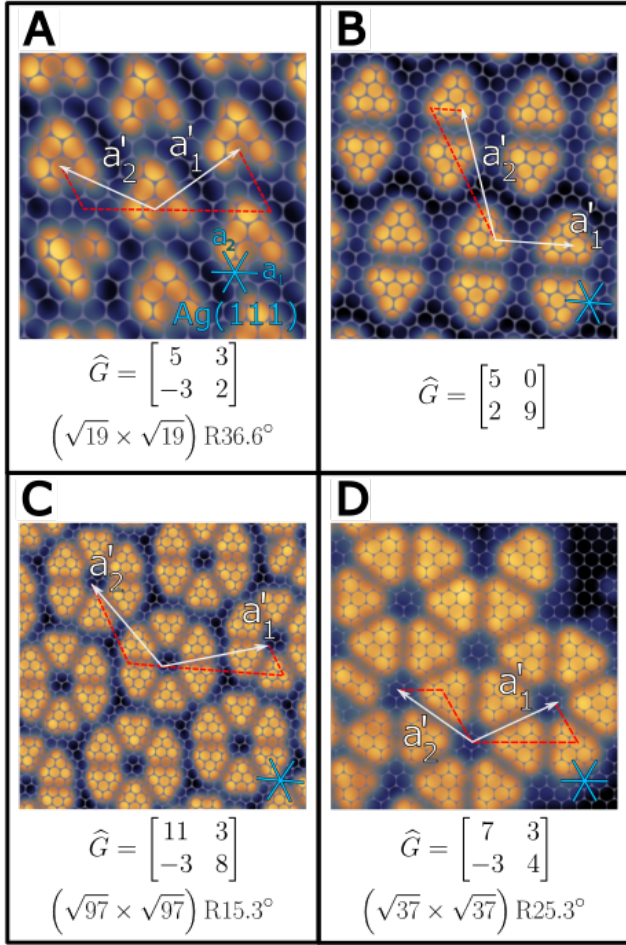 A
a'₂
a'₁
a₂
a₁
Ag(111)
Ĝ = [5 3
-3 2]
(√19 × √19) R36.6°
B
a'₂
a'₁
Ĝ = [5 0
2 9]
C
a'₂
a'₁
Ĝ = [11 3
-3 8]
(√97 × √97) R15.3°
D
a'₁
a'₂
Ĝ = [7 3
-3 4]
(√37 × √37) R25.3°